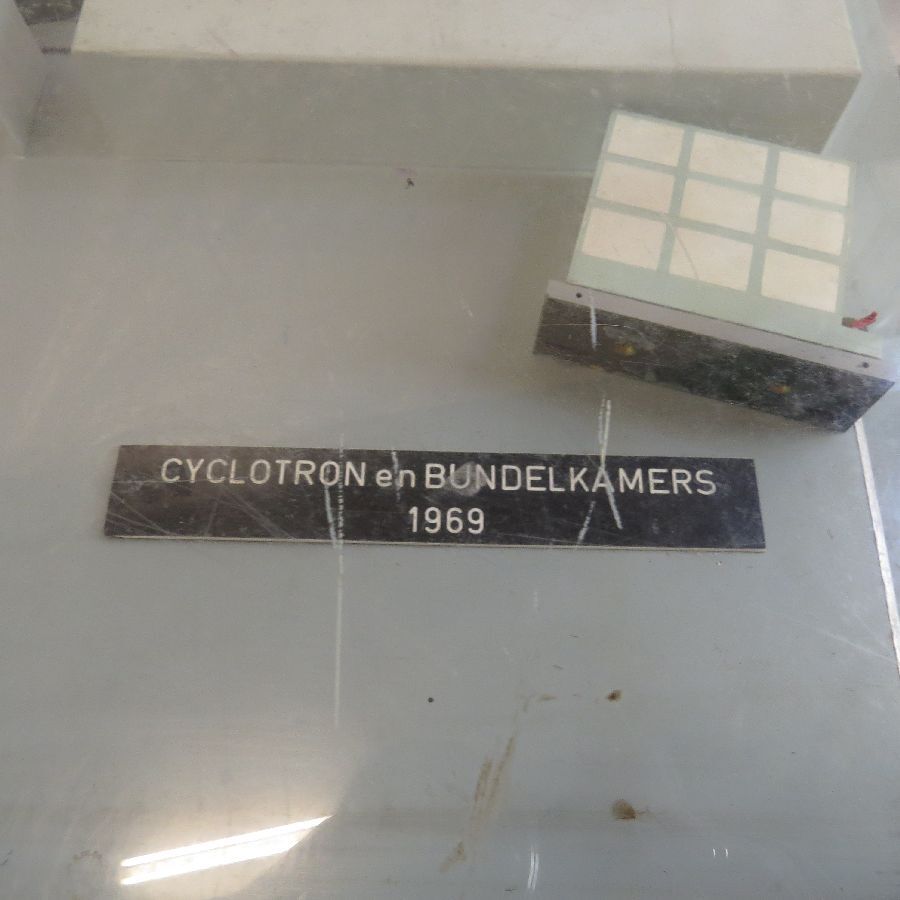 CYCLOTRON en BUNDELKAMERS
1969